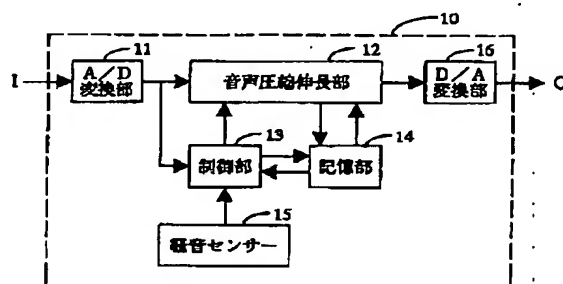 10
11
12
16
I
A/D
変換部
音声圧縮伸長部
D/A
変換部
O
13
14
制御部
記憶部
15
騒音センサー